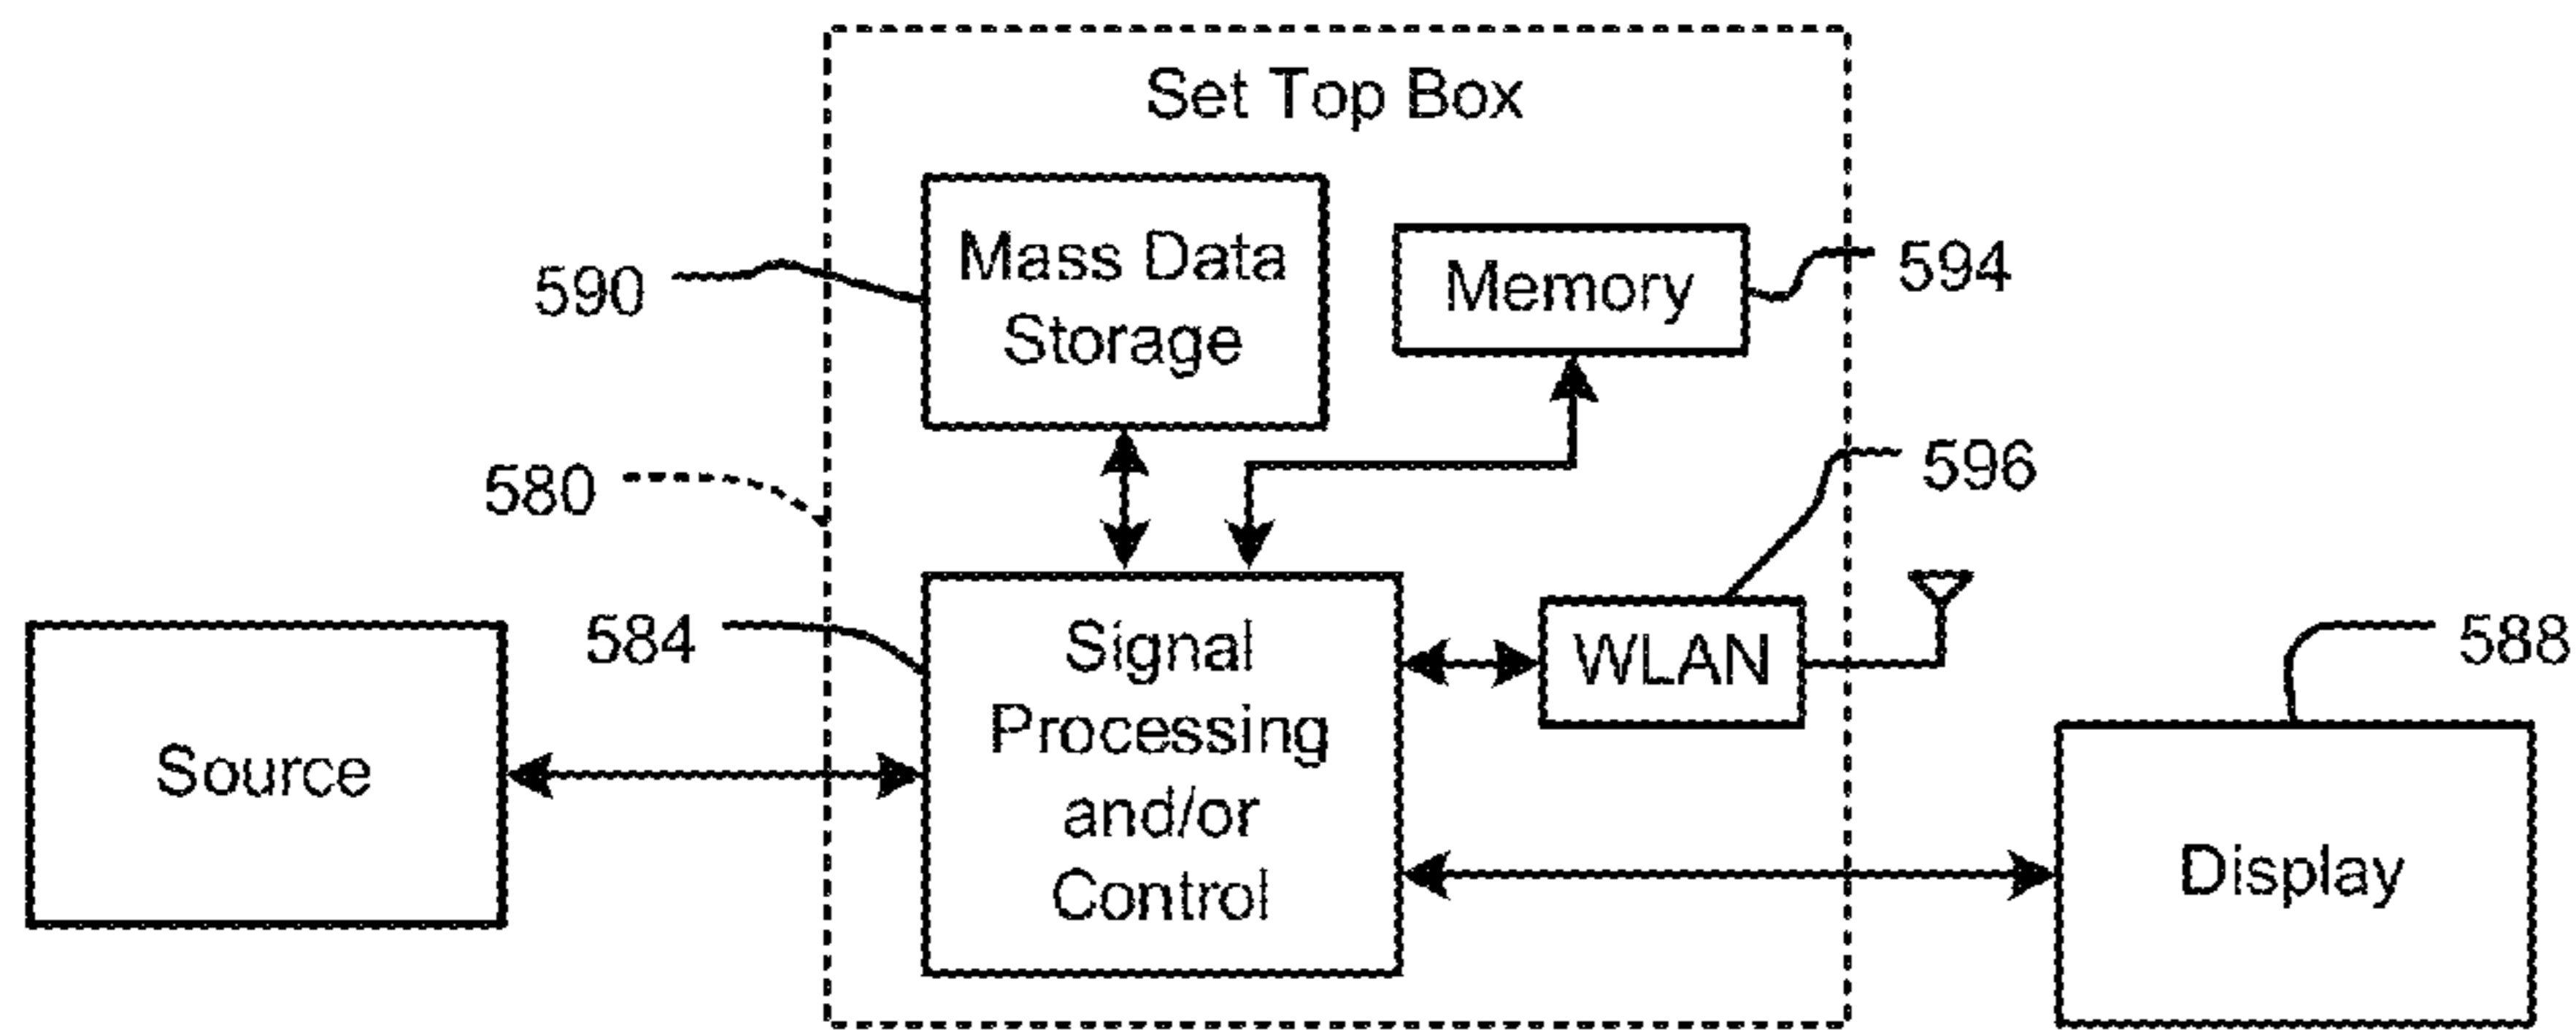 Set Top Box
590
Mass Data
Storage
Memory
594
580
596
584
Signal
Processing
and/or
Control
WLAN
588
Source
Display